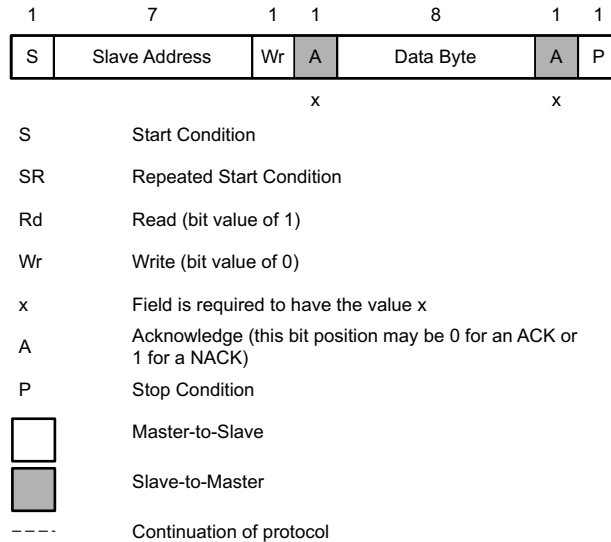 1 7 1 1 8 1 1
S Slave Address Wr A Data Byte A P
x x
S Start Condition
SR Repeated Start Condition
Rd Read (bit value of 1)
Wr Write (bit value of 0)
x Field is required to have the value x
A Acknowledge (this bit position may be 0 for an ACK or
1 for a NACK)
P Stop Condition
Master-to-Slave
Slave-to-Master
Continuation of protocol